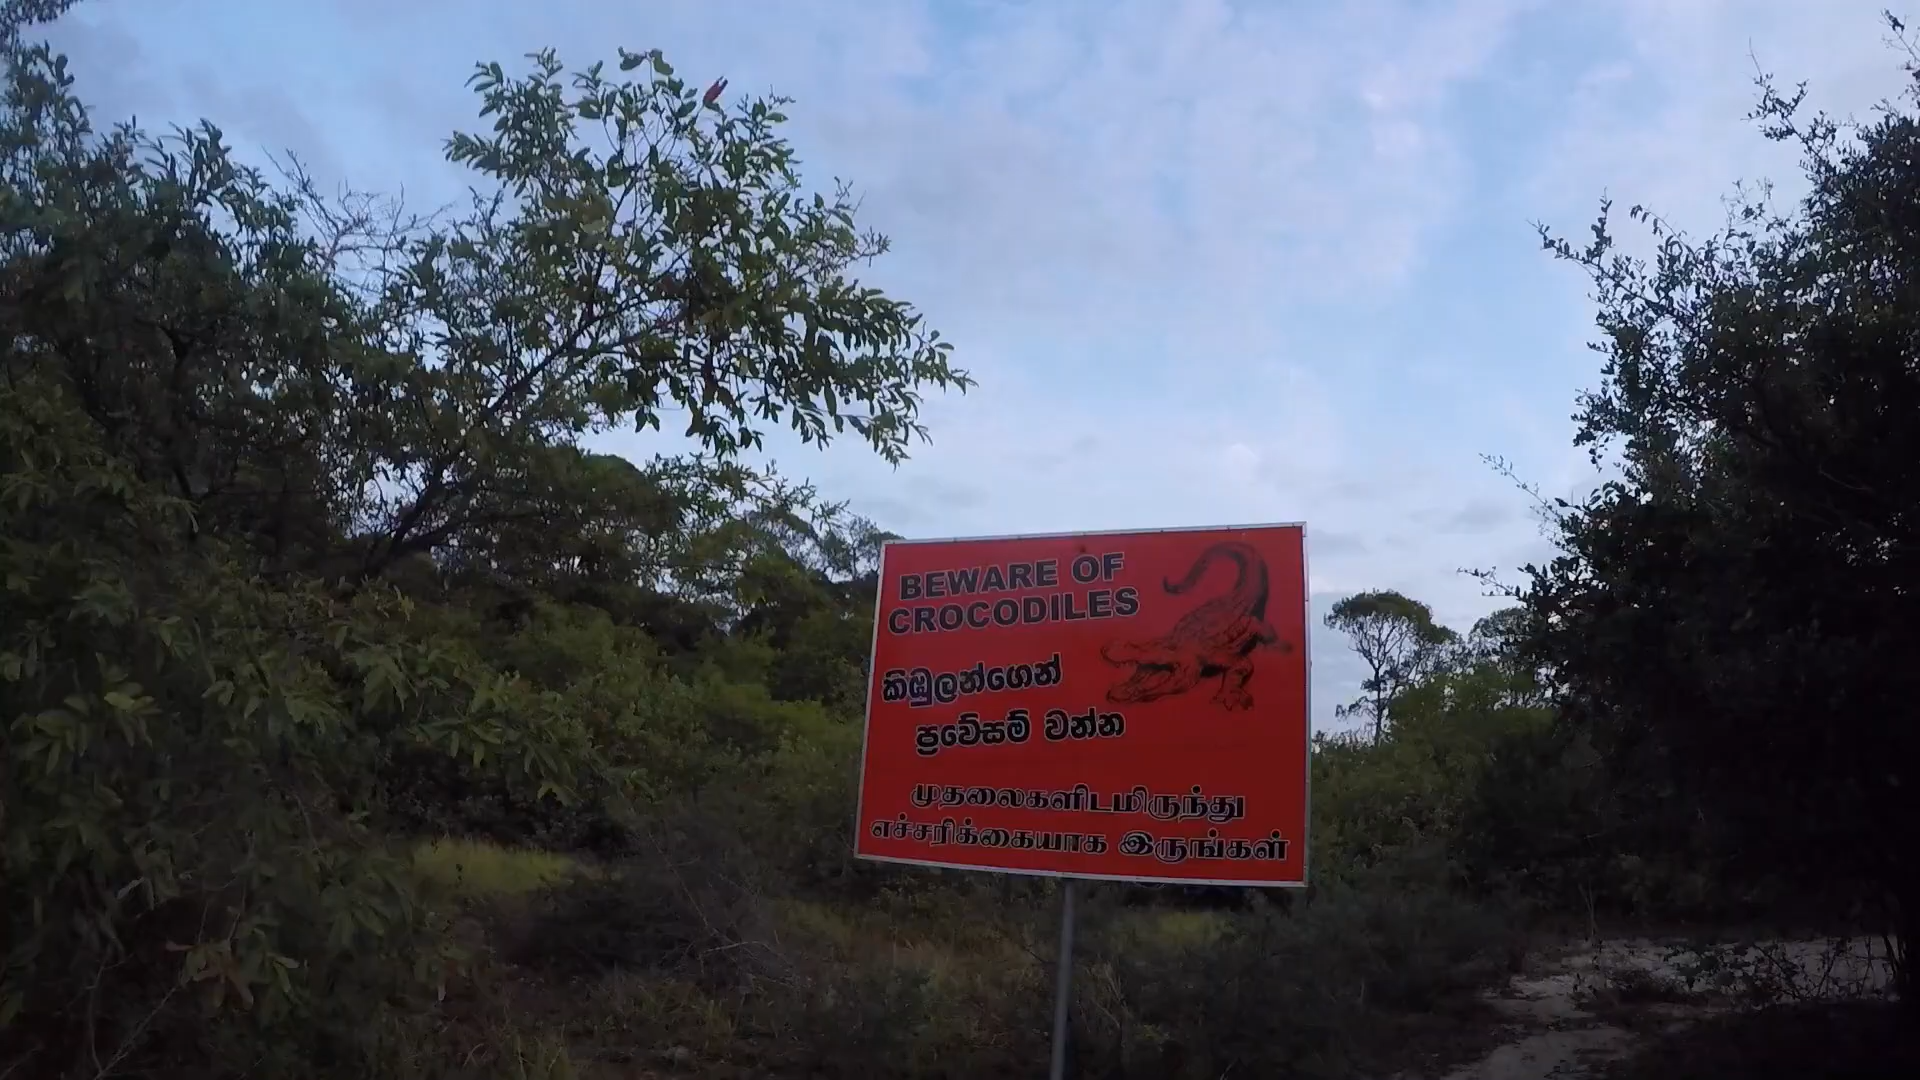 BEWARE OF
CROCODILES
කිඹුලන්ගෙන්
ප්‍රවේසම් වන්න
முதலைகளிடமிருந்து
எச்சரிக்கையாக இருங்கள்